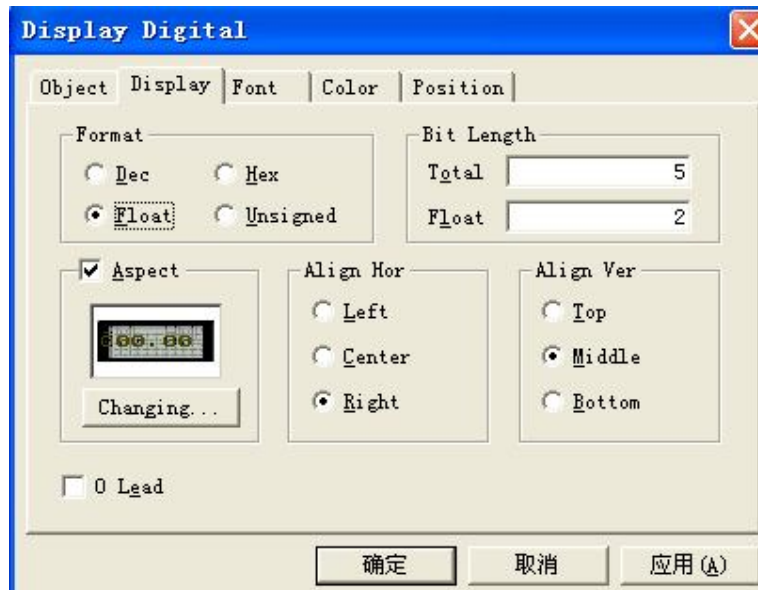 Display Digital
Object Display Font Color Position
Format Bit Length
Dec Hex Total 5
Float Unsigned Float 2
Aspect Align Hor Align Ver
Left Top
00.00 Center Middle
Changing... Right Bottom
0 Lead
确定 取消 应用(A)